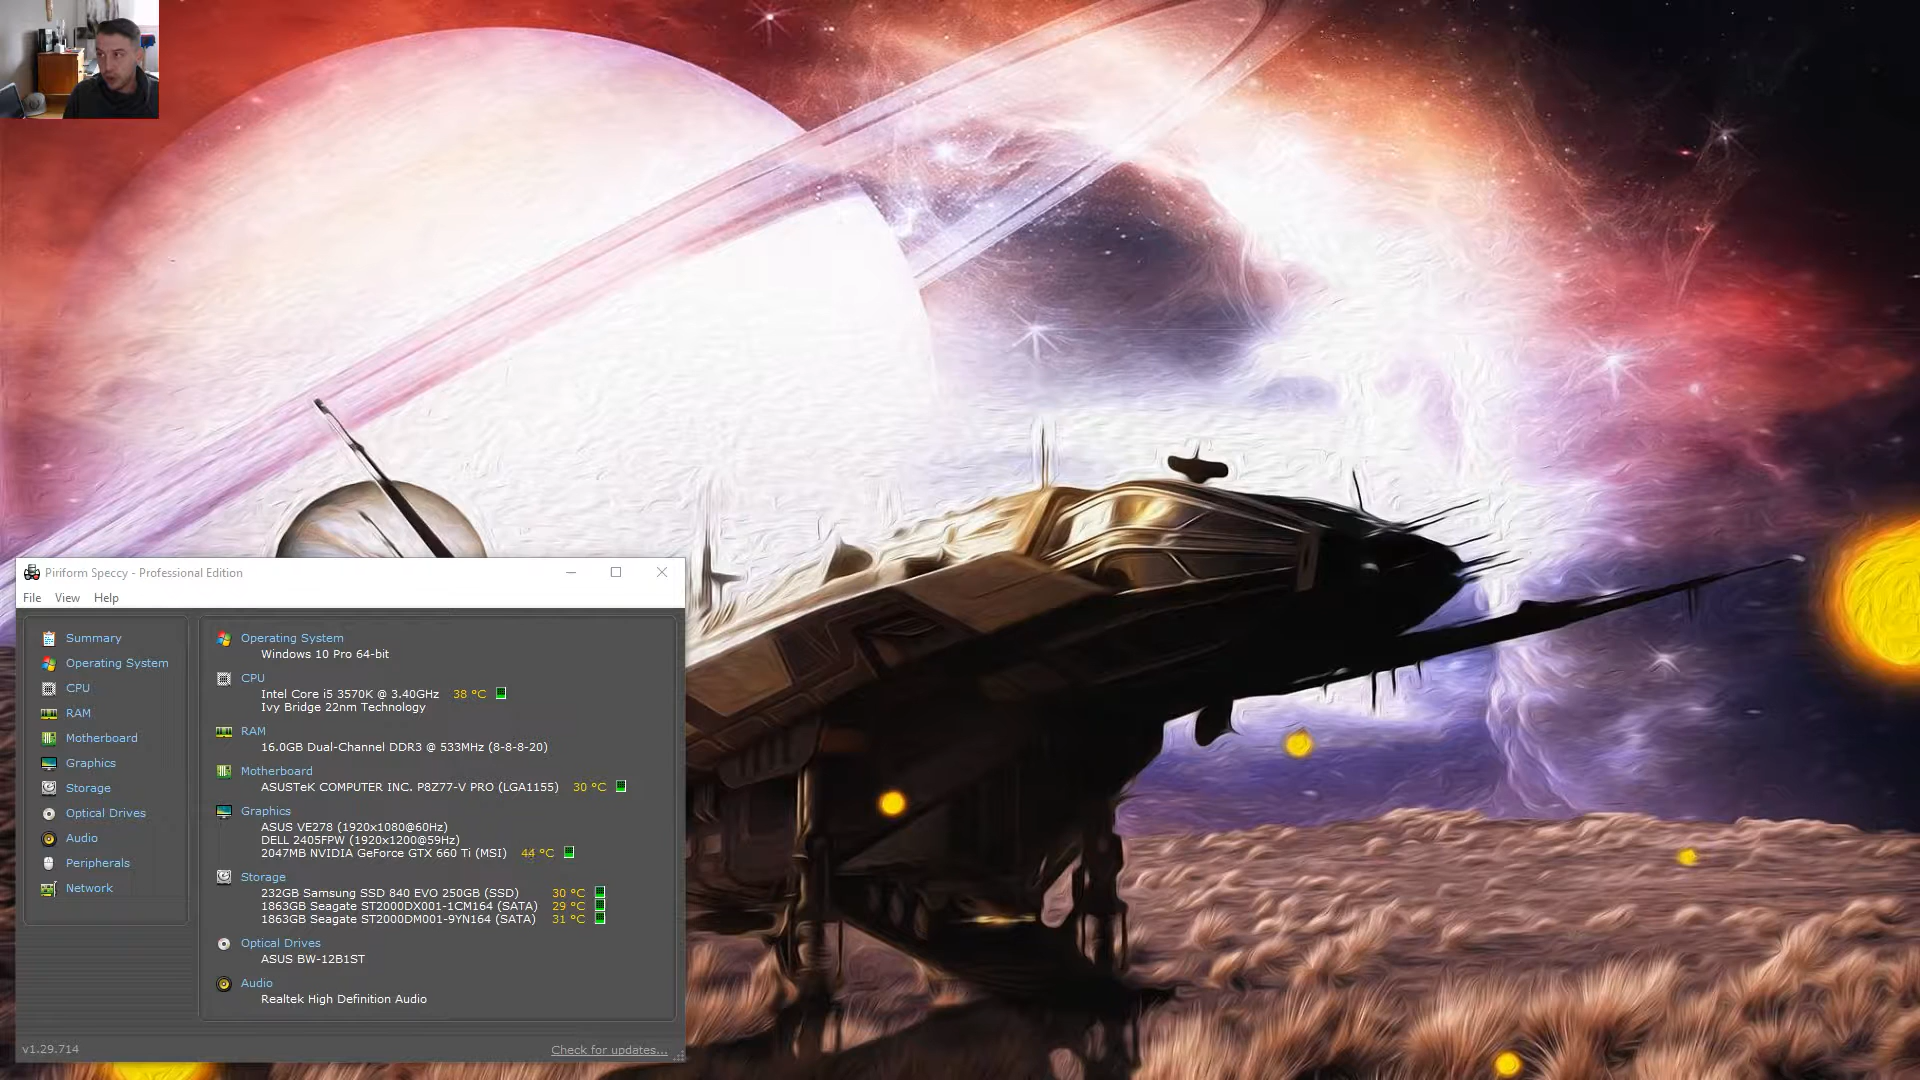 Piriform Speccy - Professional Edition
File View Help
Summary
Operating System
CPU
RAM
Motherboard
Graphics
Storage
Optical Drives
Audio
Peripherals
Network
Operating System
Windows 10 Pro 64-bit
CPU
Intel Core i5 3570K @ 3.40GHz 38 °C
Ivy Bridge 22nm Technology
RAM
16.0GB Dual-Channel DDR3 @ 533MHz (8-8-8-20)
Motherboard
ASUSTeK COMPUTER INC. P8Z77-V PRO (LGA1155) 30 °C
Graphics
ASUS VE278 (1920x1080@60Hz)
DELL 2405FPW (1920x1200@59Hz)
2047MB NVIDIA GeForce GTX 660 Ti (MSI) 44 °C
Storage
232GB Samsung SSD 840 EVO 250GB (SSD) 30 °C
1863GB Seagate ST2000DX001-1CM164 (SATA) 29 °C
1863GB Seagate ST2000DM001-9YN164 (SATA) 31 °C
Optical Drives
ASUS BW-12B1ST
Audio
Realtek High Definition Audio
v1.29.714
Check for updates...